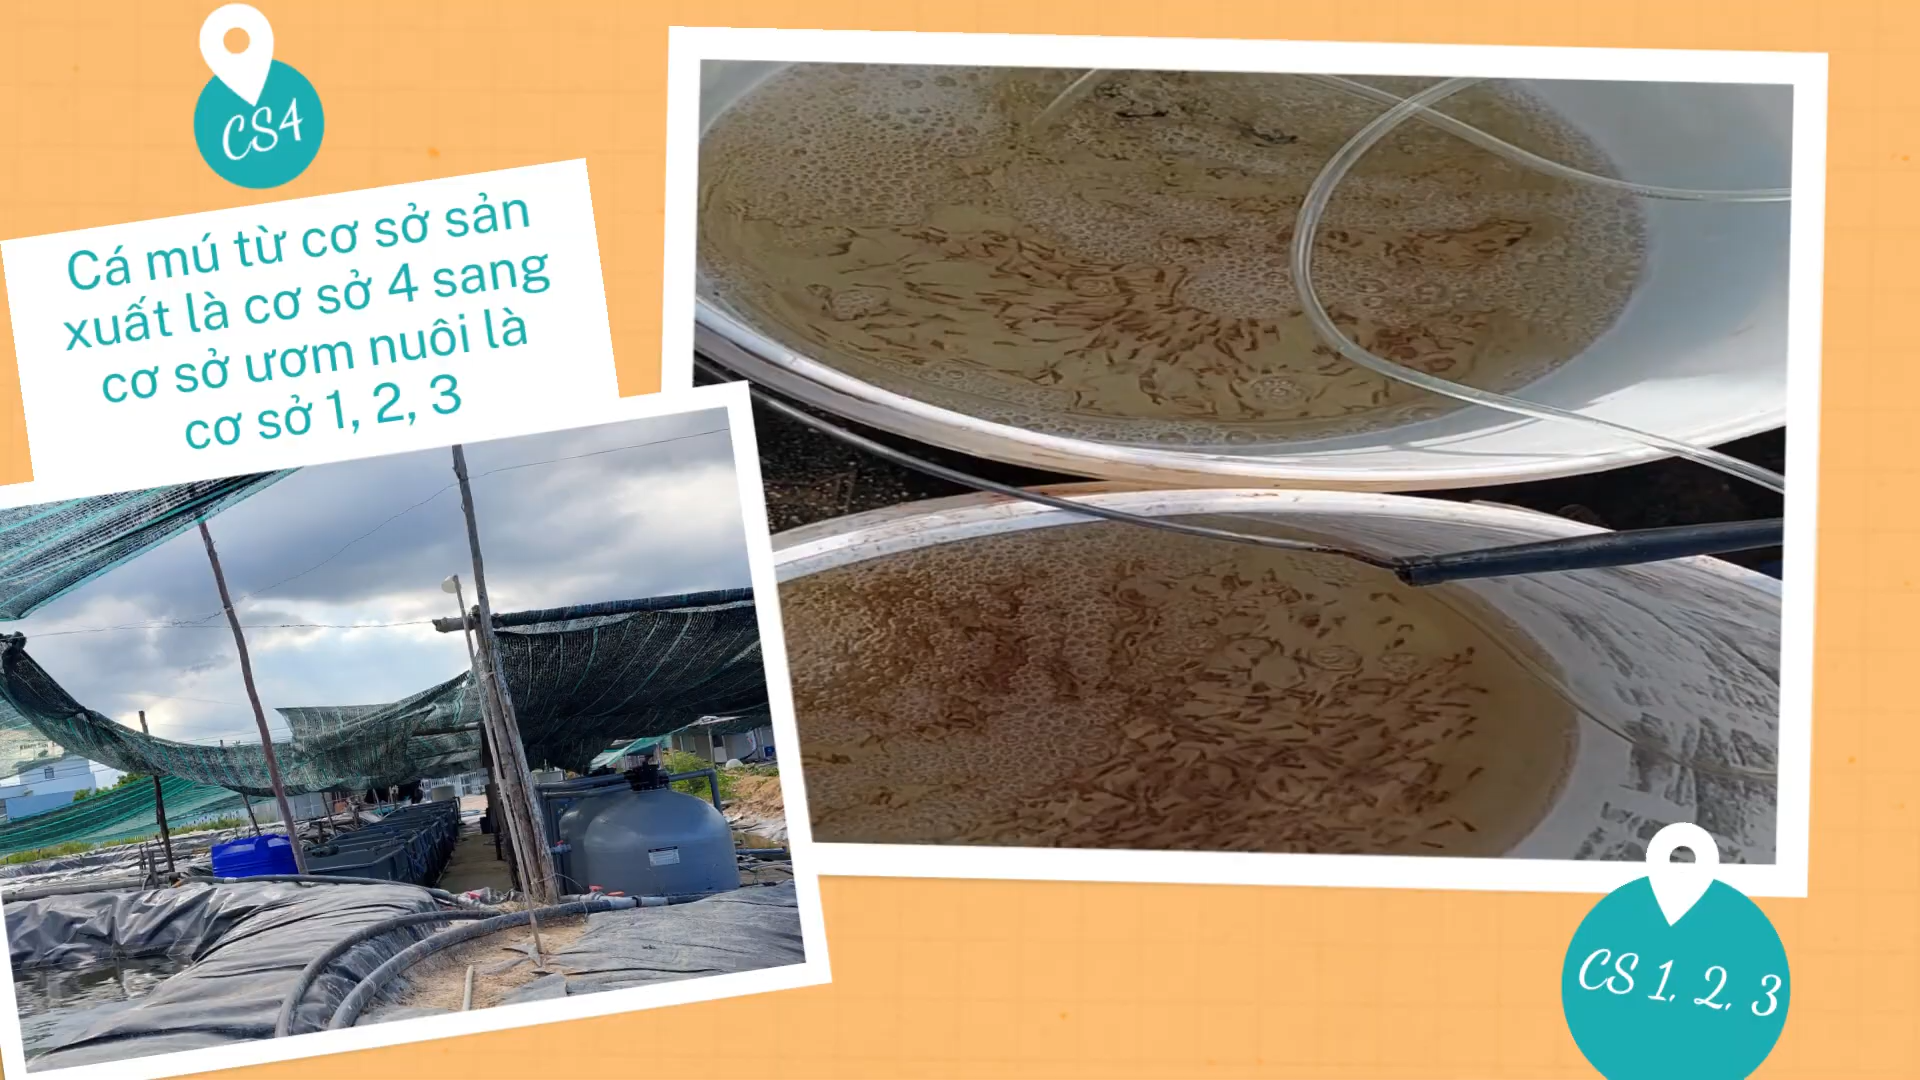 CS4
Cá mú từ cơ sở sản
xuất là cơ sở 4 sang
cơ sở ươm nuôi là
cơ sở 1, 2, 3
CS 1, 2, 3